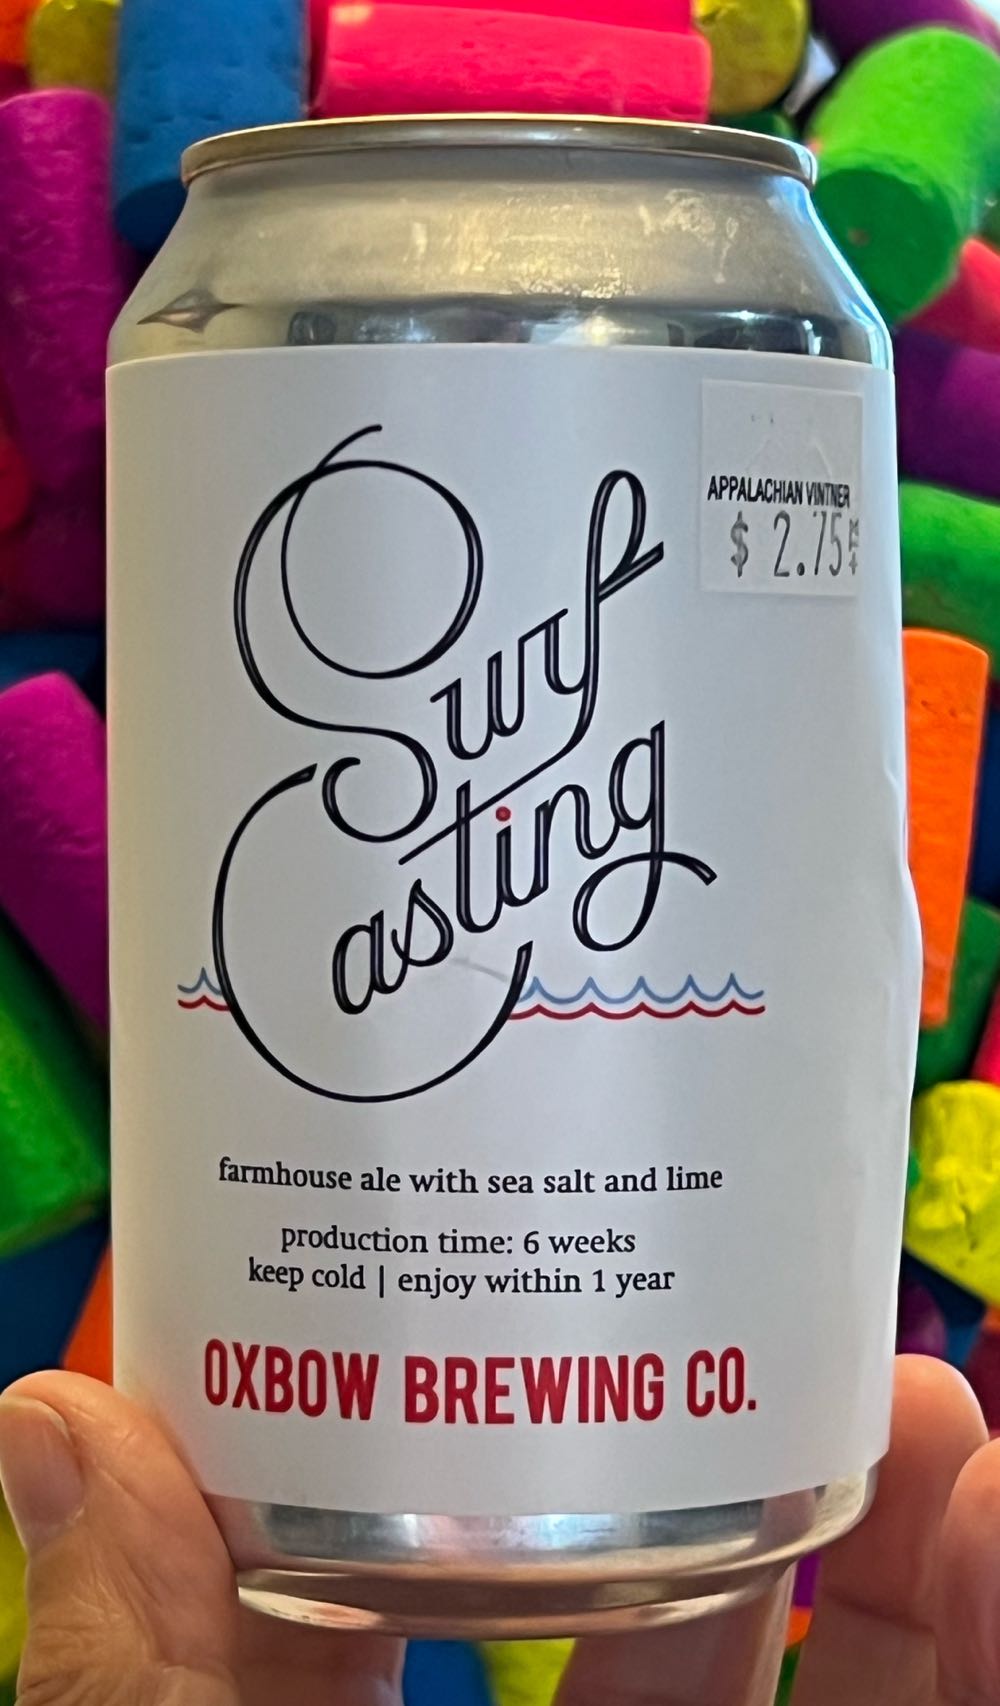 Surf
Casting
APPALACHIAN VINTNER
$ 2.75
farmhouse ale with sea salt and lime
production time: 6 weeks
keep cold | enjoy within 1 year
OXBOW BREWING CO.